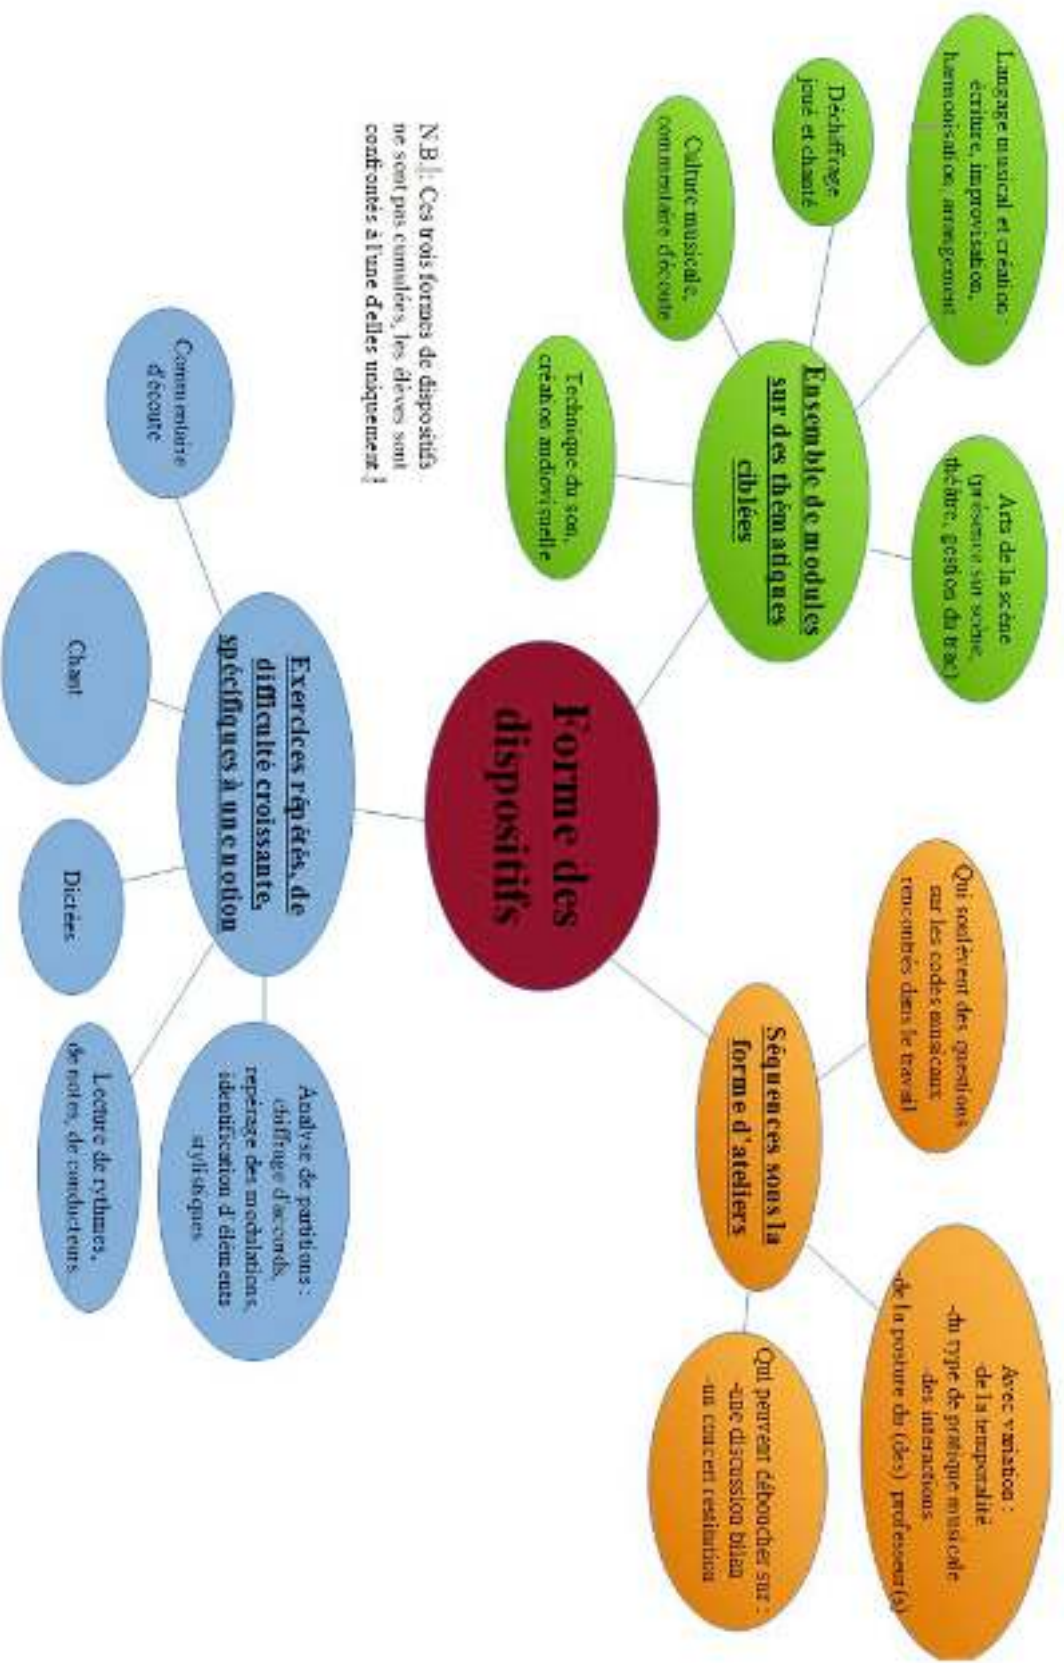 Langage musical et création :
écriture, improvisation,
harmonisation, arrangement
Arts de la scène
(présence sur scène,
théâtre, gestion du trac)
Déchiffrage
joué et chanté
Culture musicale,
commentaire d'écoute
Technique du son,
création audiovisuelle
Ensemble de modules
sur des thématiques
ciblées
Qui soulèvent des questions
sur les codes musicaux
rencontrés dans le travail
Avec variation :
-de la temporalité
-du type de pratique musicale
-des interactions
-de la posture du (des) professeur(s)
Séquences sous la
forme d'ateliers
Qui peuvent déboucher sur :
-une discussion bilan
-un concert restitution
Forme des
dispositifs
N.B. : Ces trois formes de dispositifs
ne sont pas cumulées, les élèves sont
confrontés à l'une d'elles uniquement.
Exercices répétés, de
difficulté croissante,
spécifiques à une notion
Commentaire
d'écoute
Chant
Dictées
Lecture de rythmes,
de notes, de conducteurs
Analyse de partitions :
chiffrage d'accords,
repérage des modulations,
identification d'éléments
stylistiques